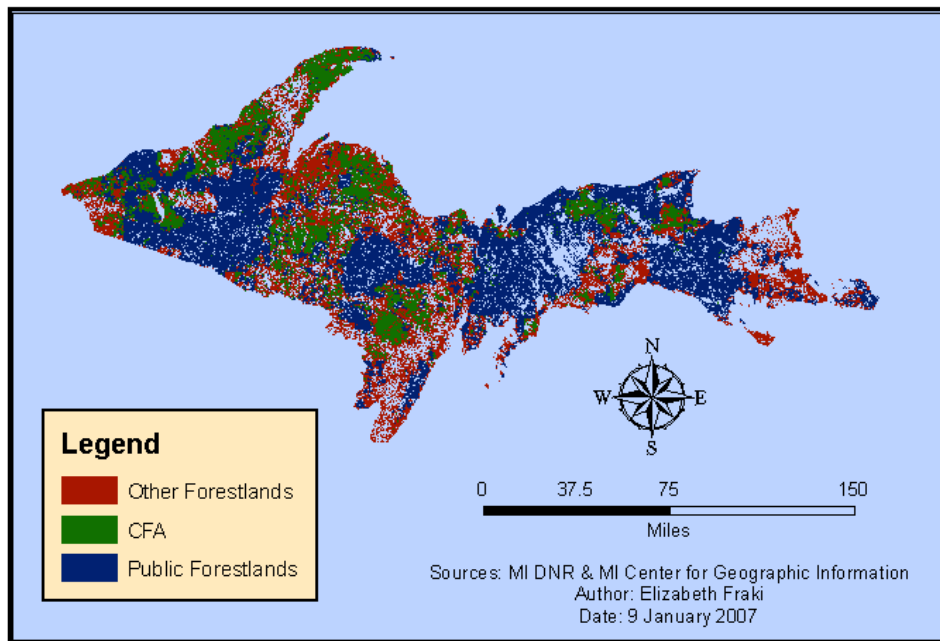 N
W E
S
Legend
Other Forestlands
CFA
Public Forestlands
0 37.5 75 150
Miles
Sources: MI DNR & MI Center for Geographic Information
Author: Elizabeth Fraki
Date: 9 January 2007